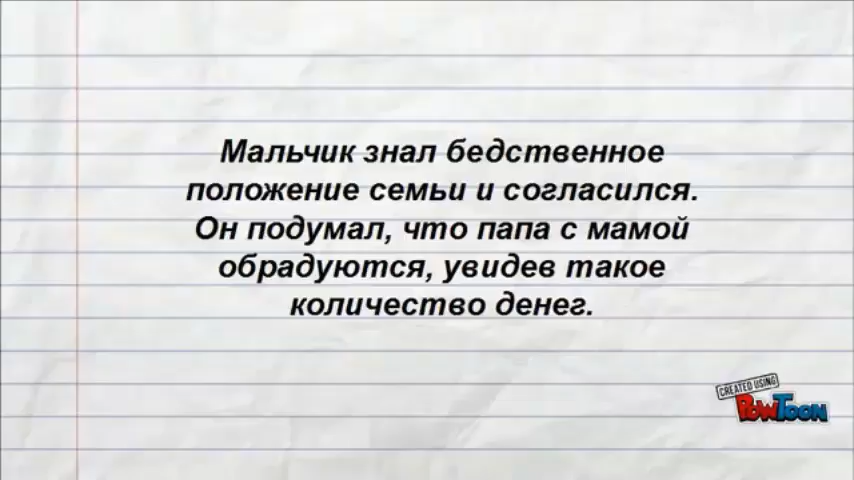 Мальчик знал бедственное
положение семьи и согласился.
Он подумал, что папа с мамой
обрадуются, увидев такое
количество денег.
CREATED USING
POWTOON